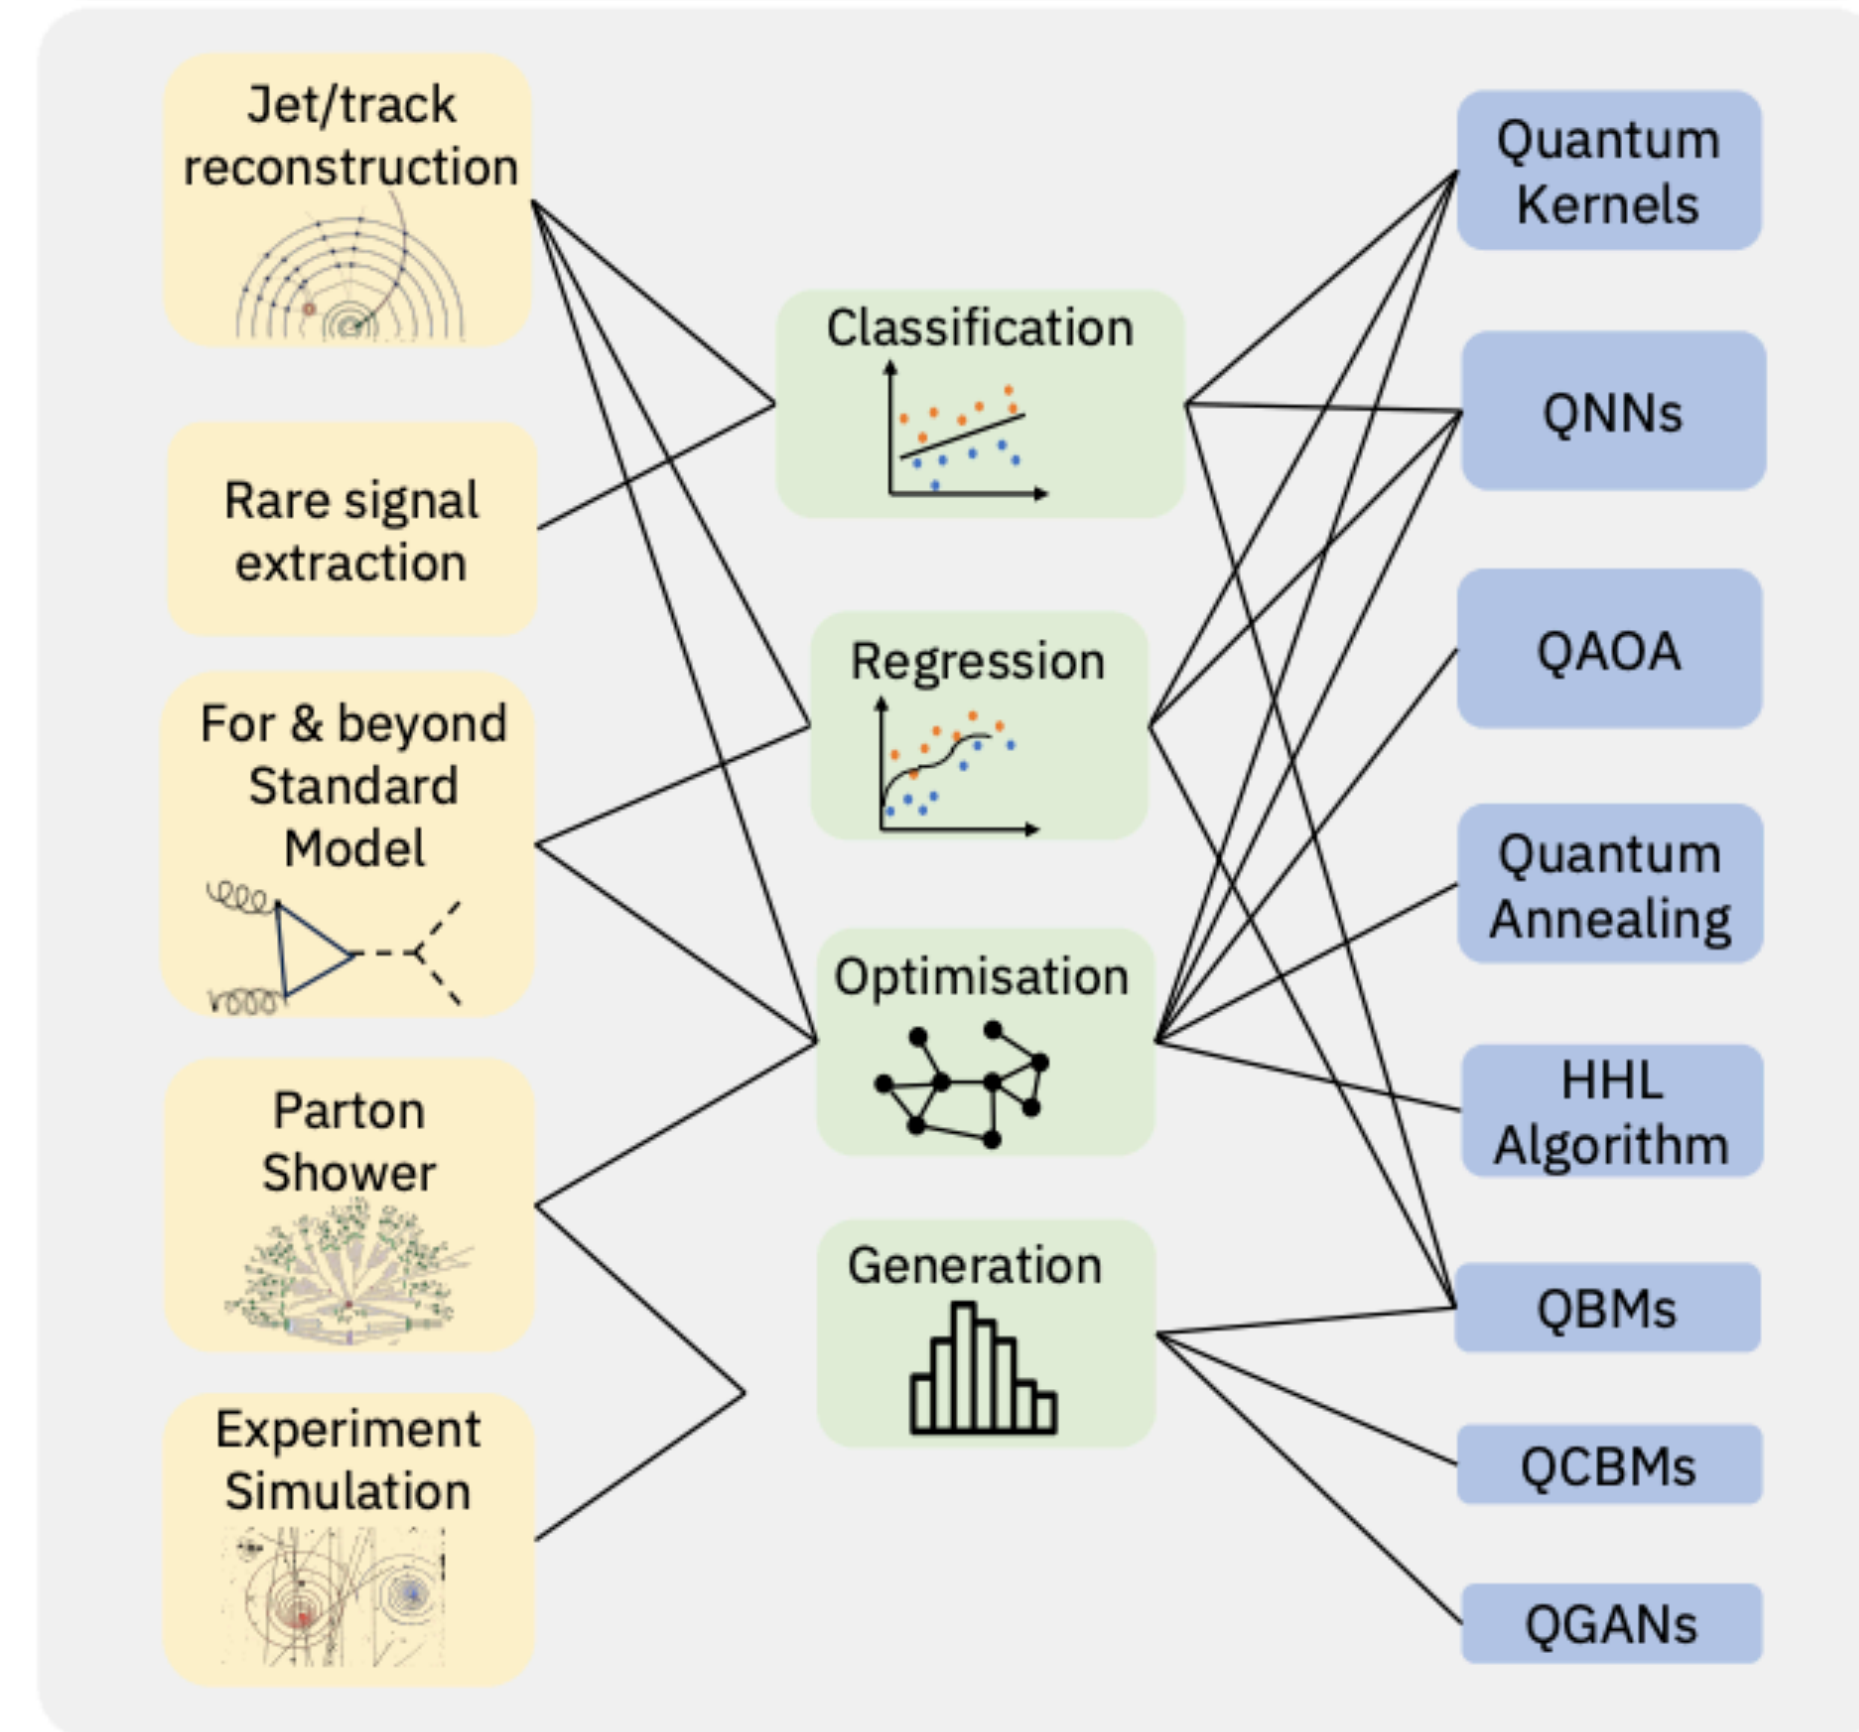 Jet/track
reconstruction
Rare signal
extraction
For & beyond
Standard
Model
Parton
Shower
Experiment
Simulation
Classification
Regression
Optimisation
Generation
Quantum
Kernels
QNNs
QAOA
Quantum
Annealing
HHL
Algorithm
QBMs
QCBMs
QGANs